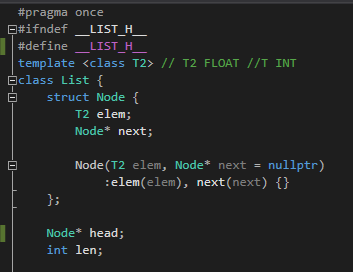 #pragma once
#ifndef __LIST_H__
#define __LIST_H__
template <class T2> // T2 FLOAT //T INT
class List {
    struct Node {
        T2 elem;
        Node* next;

        Node(T2 elem, Node* next = nullptr)
            :elem(elem), next(next) {}
    };

    Node* head;
    int len;